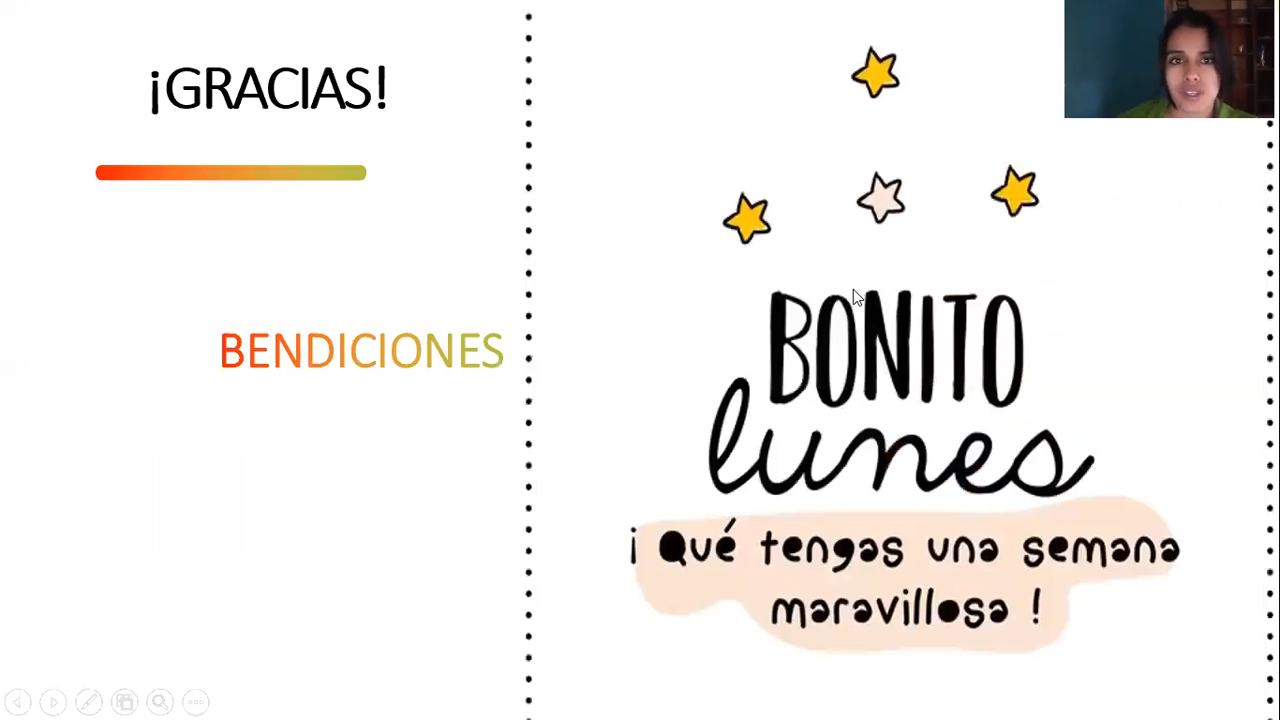 ¡GRACIAS!
BENDICIONES
BONITO
lunes
¡ Qué tengas una semana
maravillosa !